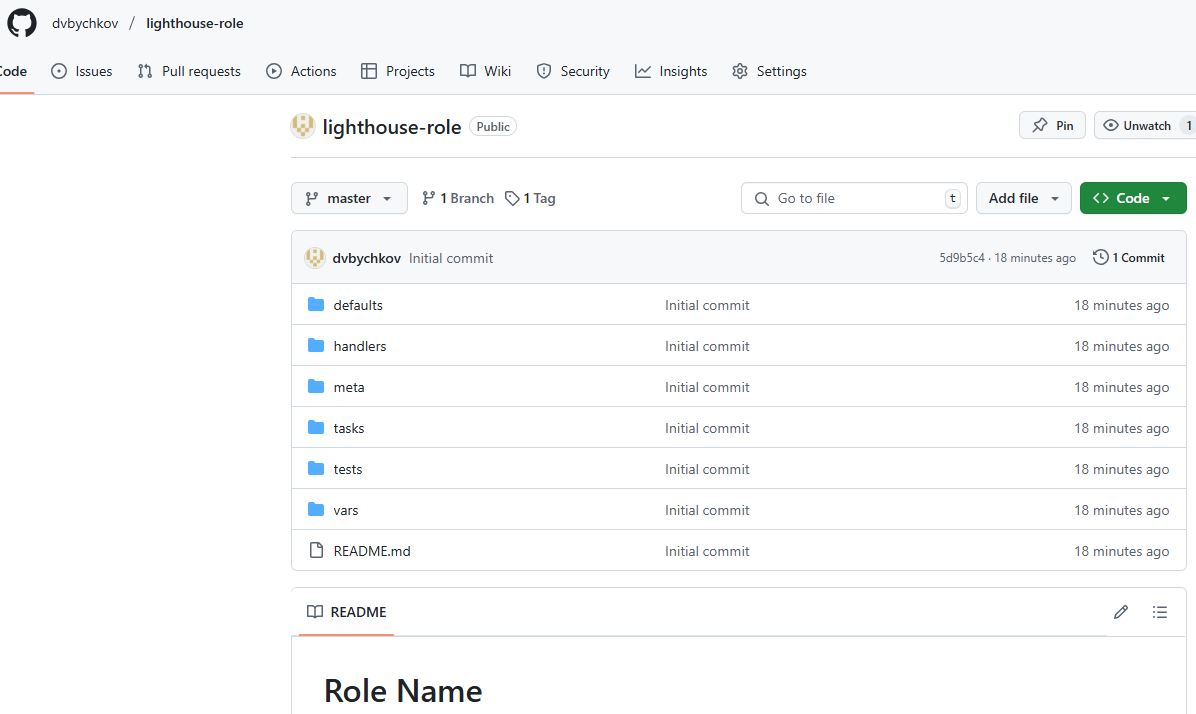 dvbychkov / lighthouse-role
Code Issues Pull requests Actions Projects Wiki Security Insights Settings
lighthouse-role Public Pin Unwatch 1
master 1 Branch 1 Tag Go to file t Add file Code
dvbychkov Initial commit 5d9b5c4 · 18 minutes ago 1 Commit
defaults Initial commit 18 minutes ago
handlers Initial commit 18 minutes ago
meta Initial commit 18 minutes ago
tasks Initial commit 18 minutes ago
tests Initial commit 18 minutes ago
vars Initial commit 18 minutes ago
README.md Initial commit 18 minutes ago
README
Role Name